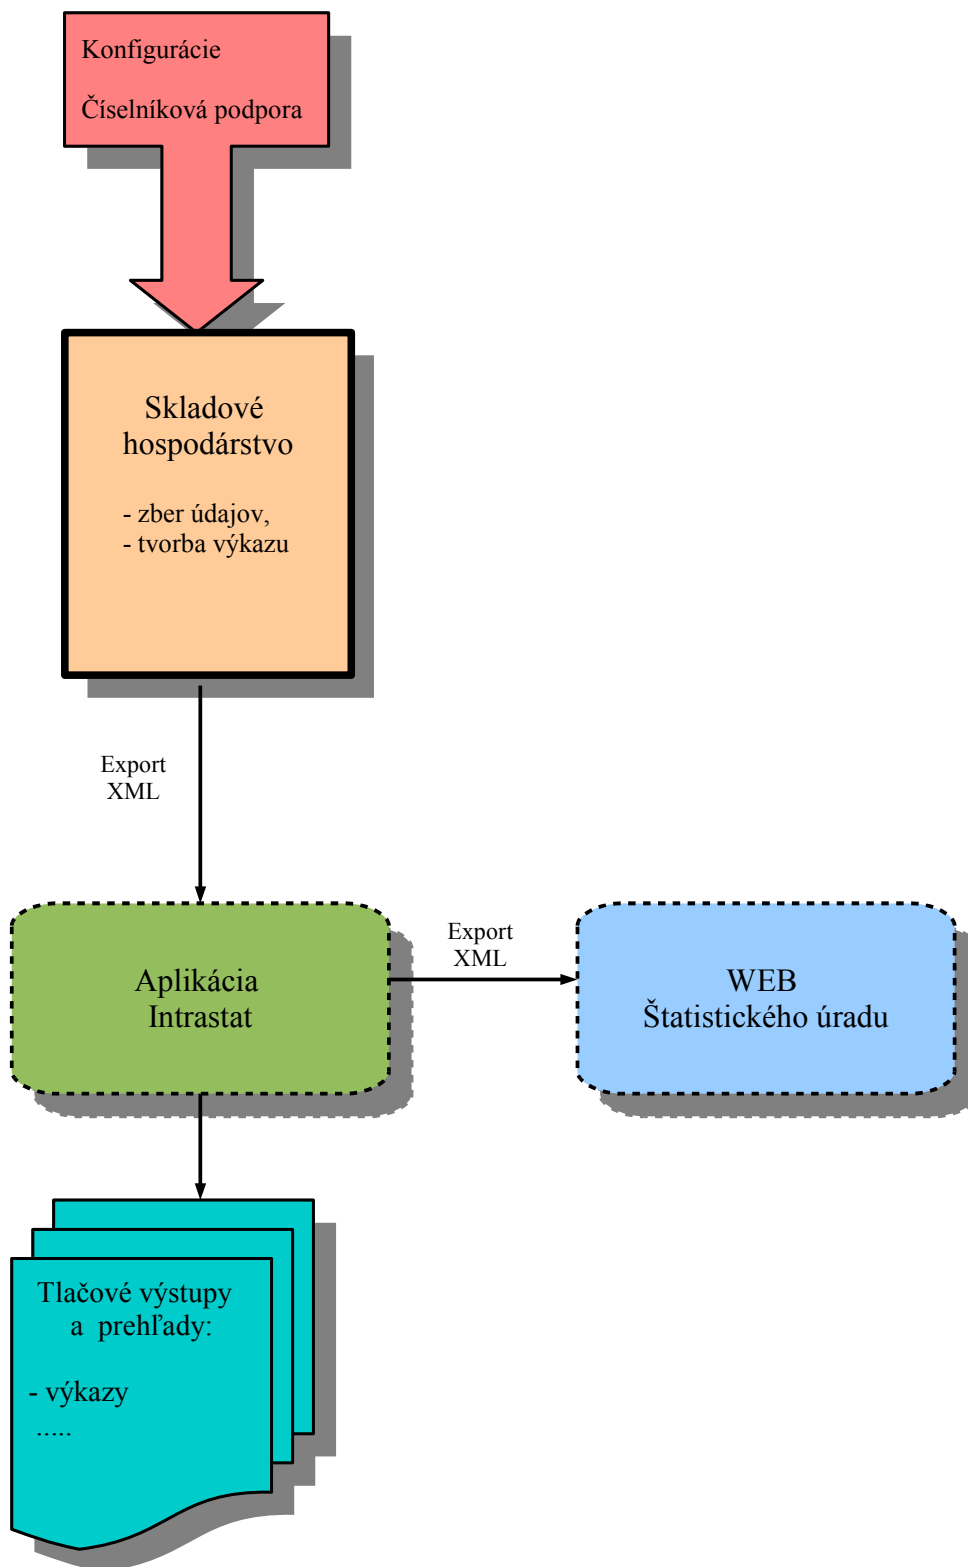 Konfigurácie
Číselníková podpora
Skladové
hospodárstvo
- zber údajov,
- tvorba výkazu
Export
XML
Aplikácia
Intrastat
Export
XML
WEB
Štatistického úradu
Tlačové výstupy
a prehľady:
- výkazy
.....